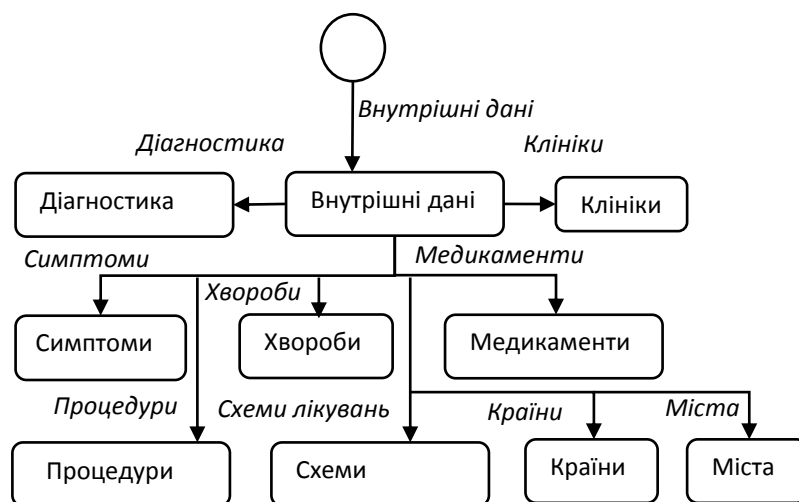 Внутрішні дані
Діагностика
Клініки
Діагностика
Внутрішні дані
Клініки
Симптоми
Медикаменти
Хвороби
Симптоми
Хвороби
Медикаменти
Процедури
Схеми лікувань
Країни
Міста
Процедури
Схеми
Країни
Міста